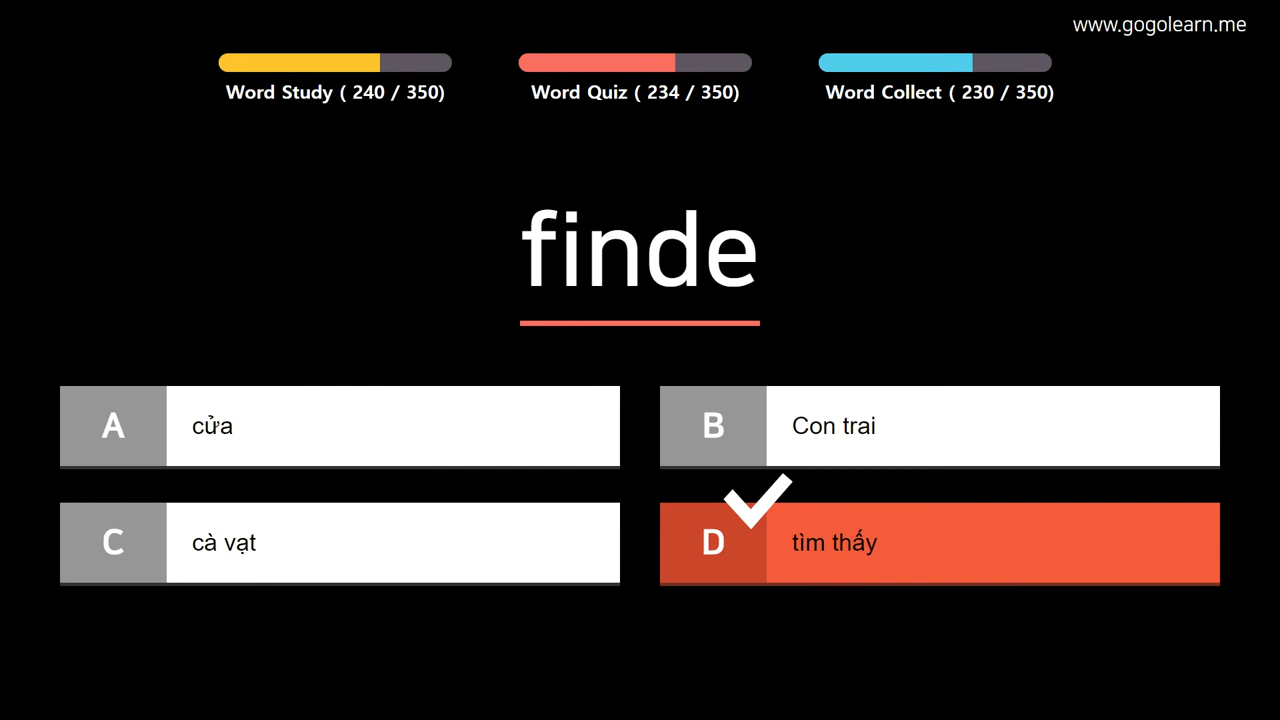 www.gogolearn.me
Word Study ( 240 / 350)
Word Quiz ( 234 / 350)
Word Collect ( 230 / 350)
finde
A
cửa
B
Con trai
C
cà vạt
D
tìm thấy